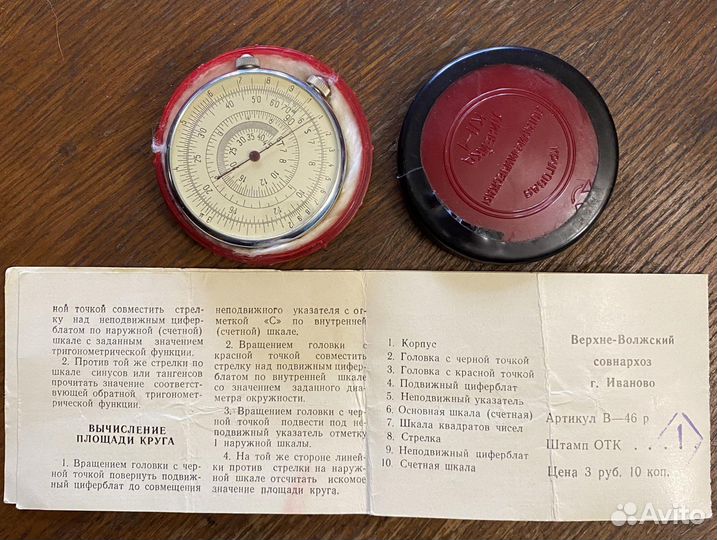 КРУГОВАЯ
ЛОГАРИФМИЧЕСКАЯ
ЛИНЕЙКА
КЛ-1
ной точкой совместить стрел-
ку над неподвижным цифер-
блатом по наружной (счетной)
шкале с заданным значением
тригонометрической функции.
2. Против той же стрелки по
шкале синусов или тангенсов
прочитать значение соответст-
вующей обратной тригономет-
рической функции.
ВЫЧИСЛЕНИЕ
ПЛОЩАДИ КРУГА
1. Вращением головки с чер-
ной точкой повернуть подвиж-
ный циферблат до совмещения
неподвижного указателя с от-
меткой «С» по внутренней
(счетной) шкале.
2. Вращением головки с
красной точкой совместить
стрелку над подвижным цифер-
блатом по внутренней шкале
со значением заданного диа-
метра окружности.
3. Вращением головки с чер-
ной точкой подвести под не-
подвижный указатель отметку
1 наружной шкалы.
4. На той же стороне линей-
ки против стрелки на наруж-
ной шкале отсчитать искомое
значение площади круга.
1. Корпус
2. Головка с черной точкой
3. Головка с красной точкой
4. Подвижный циферблат
5. Неподвижный указатель
6. Основная шкала (счетная)
7. Шкала квадратов чисел
8. Стрелка
9. Неподвижный циферблат
10. Счетная шкала
Верхне-Волжский
совнархоз
г. Иваново
Артикул В—46 р
Штамп ОТК . . . .
1
Цена 3 руб. 10 коп.
Avito